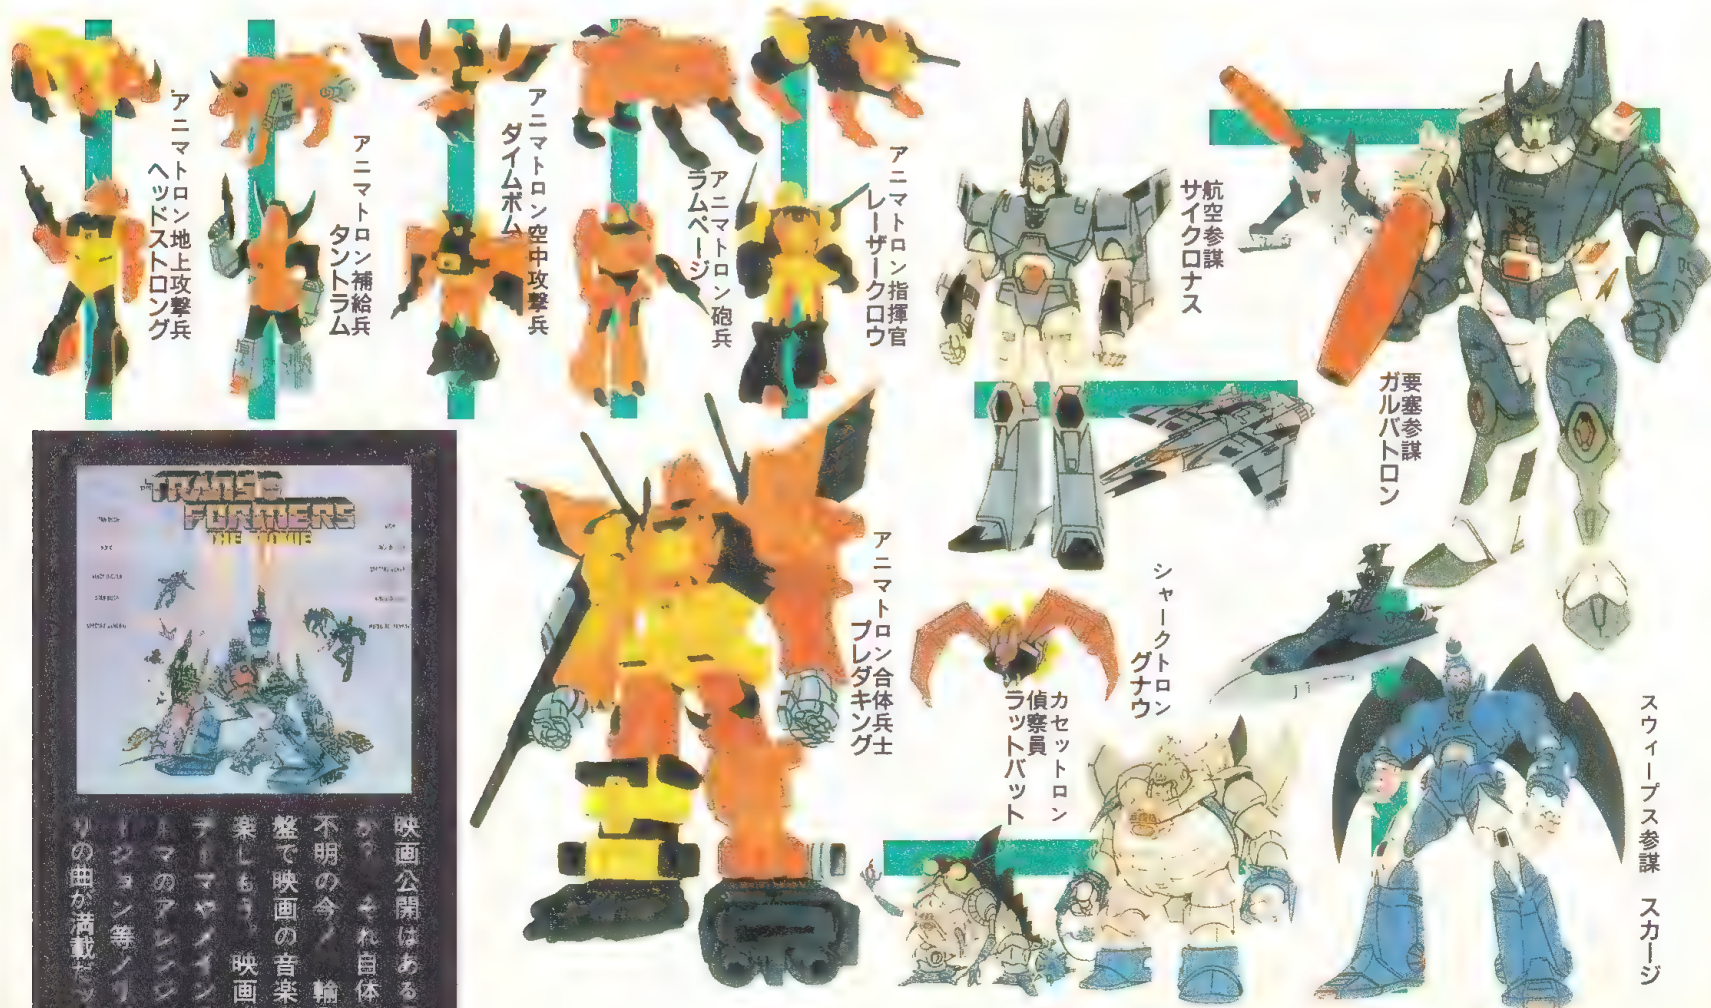 スウィープス参謀 スカージ
要塞参謀
ガルバトロン
航空参謀
サイクロナス
シャークトロン
グナウ
カセットロン
偵察員
ラットバット
アニマトロン指揮官
レーザークロウ
アニマトロン砲兵
ラムページ
アニマトロン空中攻撃兵
ダイムボム
アニマトロン補給兵
タントラム
アニマトロン地上攻撃兵
ヘッドストロング
アニマトロン合体兵士
プレダキング
THE
TRANS
FORMERS
THE MOVIE
映画公開はある
か? それ自体
不明の今、輸
盤で映画の音楽
楽しもう。映画
テーマやメイン
マのアレンジ
ジョン等ノリ
リの曲が満載だッ